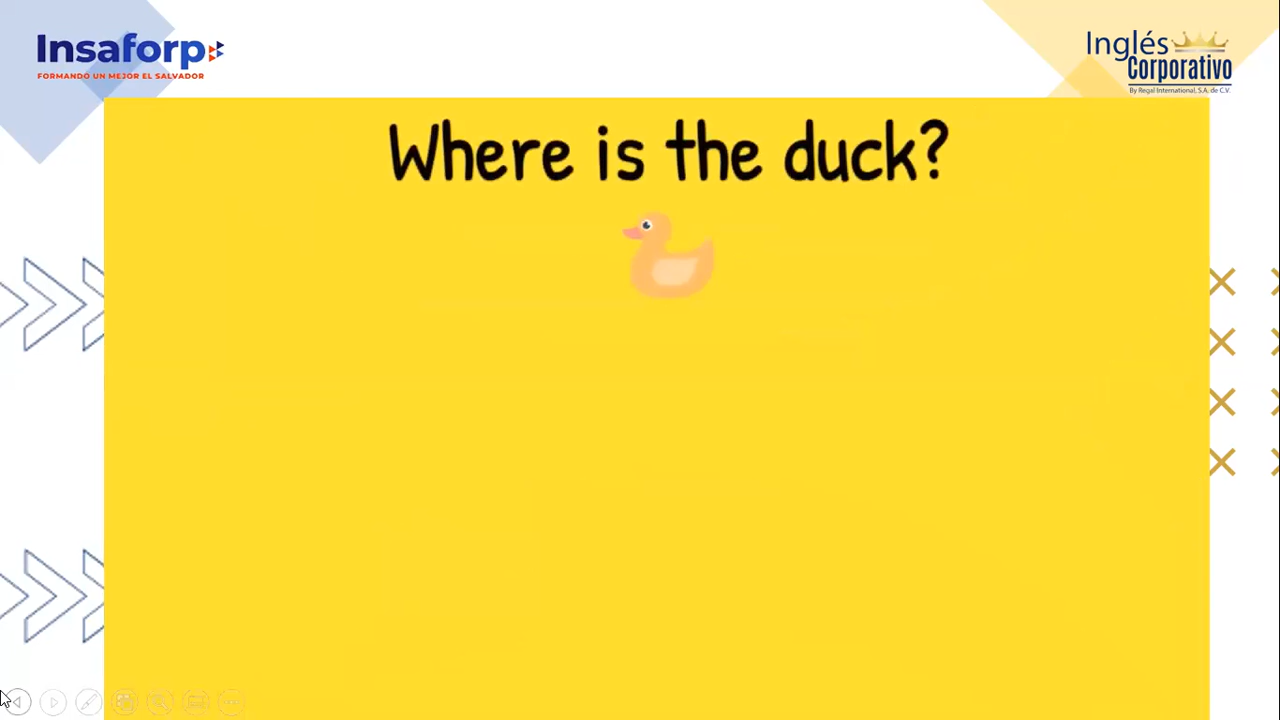 Insaforp
FORMANDO UN MEJOR EL SALVADOR
Inglés
Corporativo
By Regal International, S.A. de C.V.
Where is the duck?